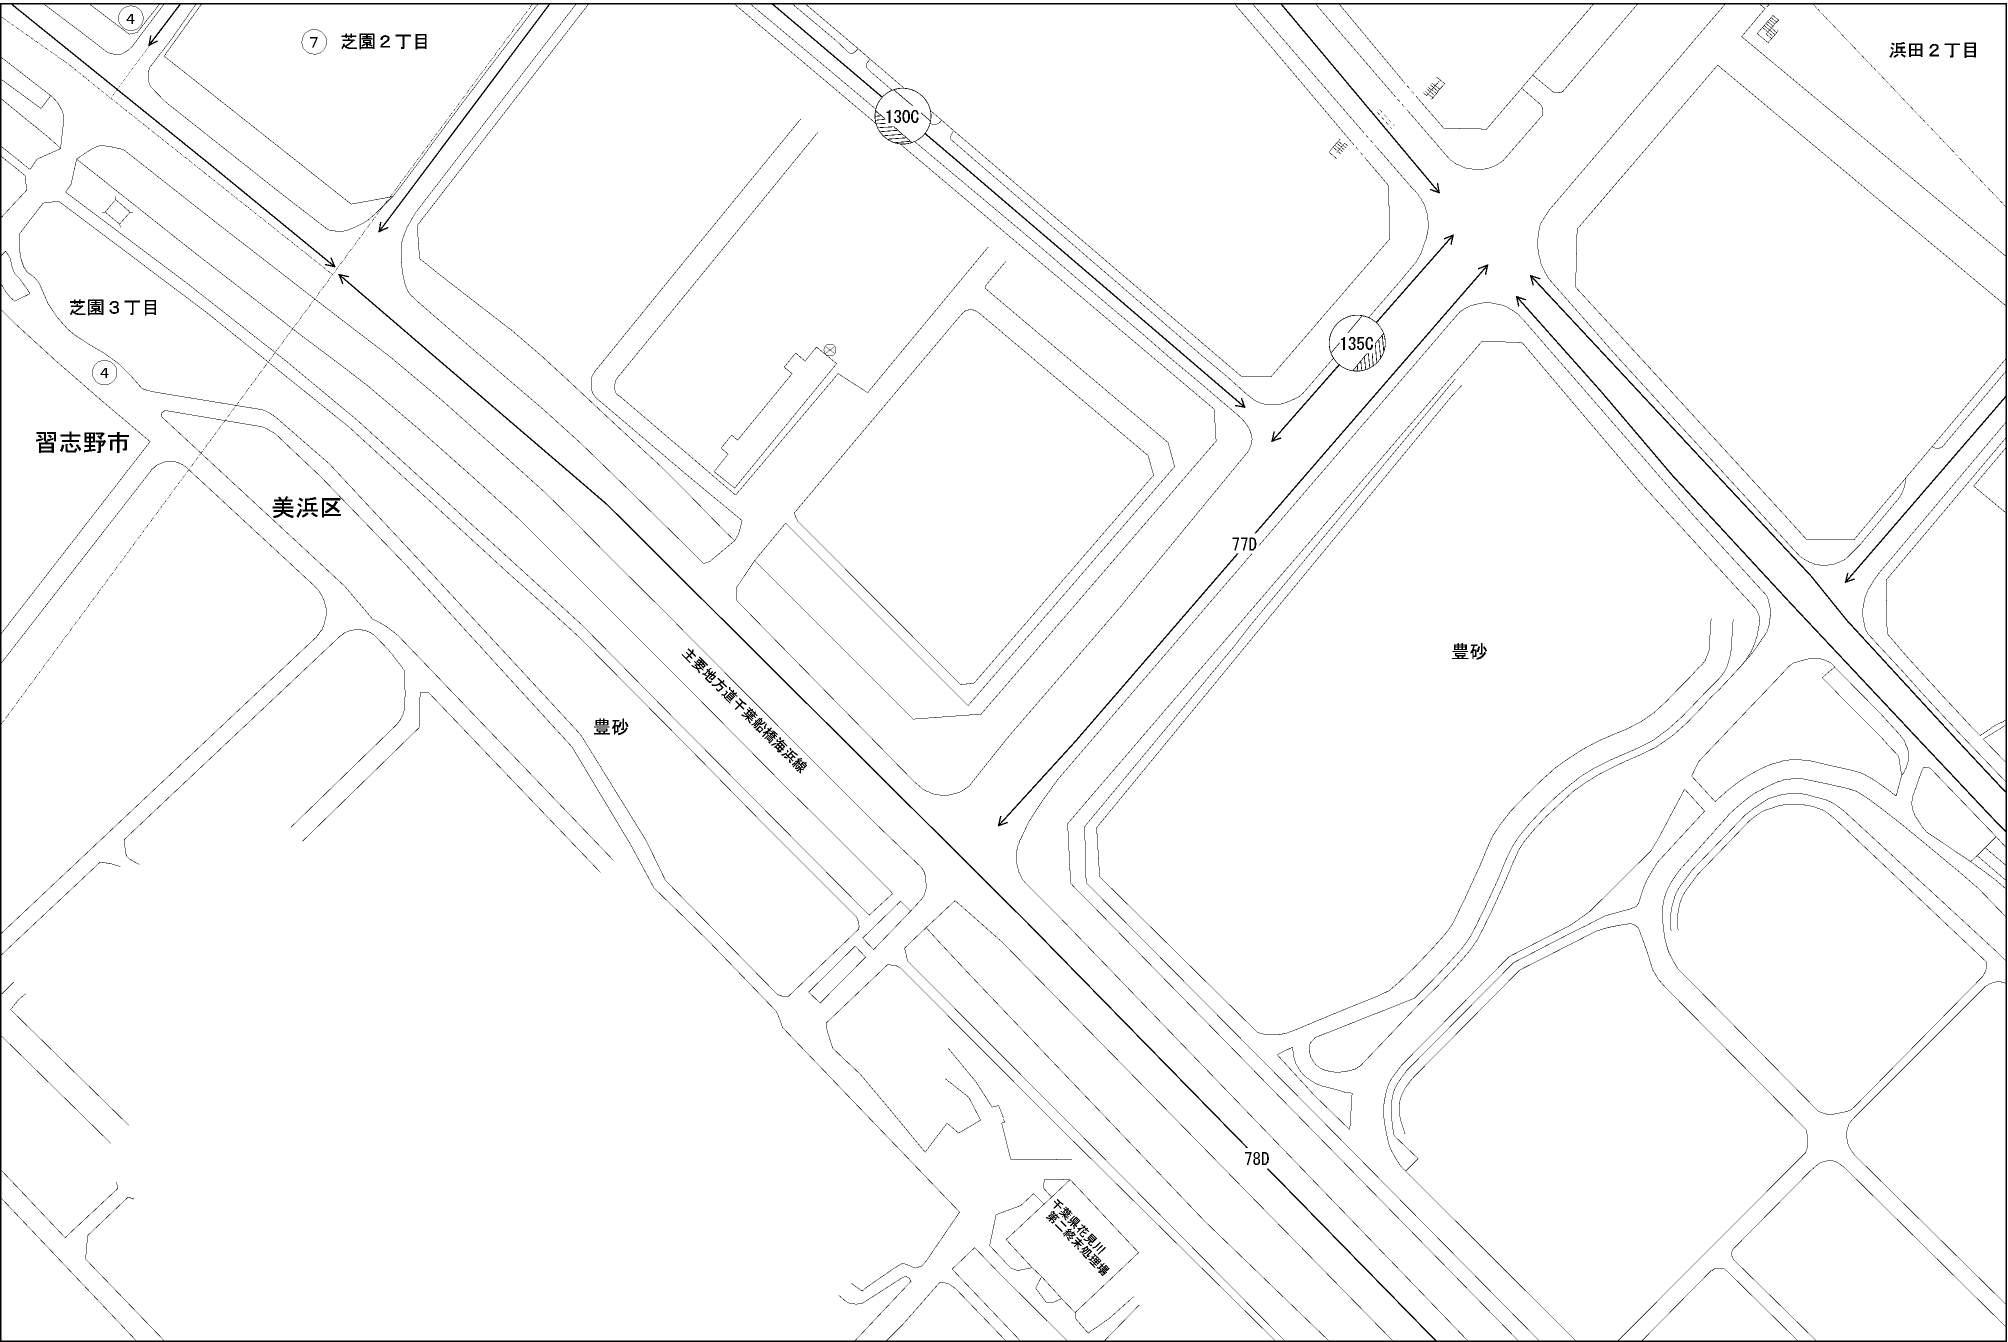 ④
⑦ 芝園２丁目
浜田２丁目
130C
芝園３丁目
④
135C
習志野市
美浜区
77D
豊砂
豊砂
主要地方道千葉船橋海浜線
78D
千葉県花見川
第二終末処理場